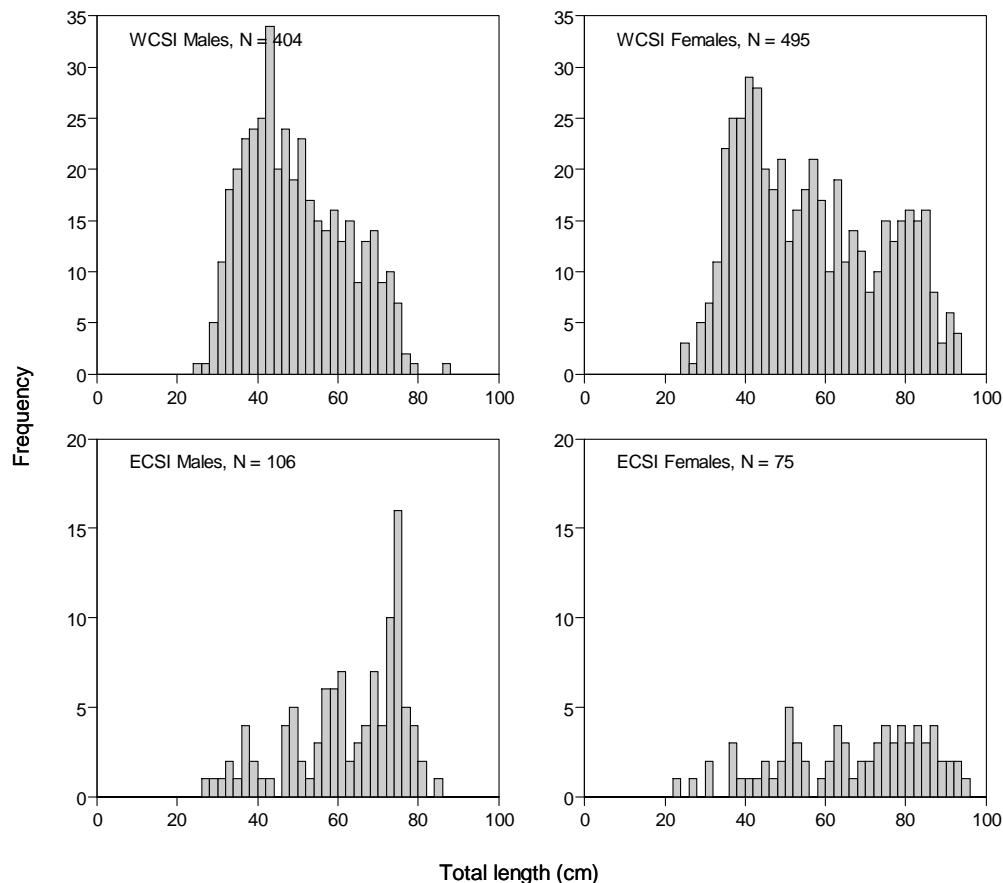 35
30
25
20
15
10
5
0
WCSI Males, N = 404
0 20 40 60 80 100
35
30
25
20
15
10
5
0
WCSI Females, N = 495
0 20 40 60 80 100
Frequency
20
15
10
5
0
ECSI Males, N = 106
0 20 40 60 80 100
20
15
10
5
0
ECSI Females, N = 75
0 20 40 60 80 100
Total length (cm)